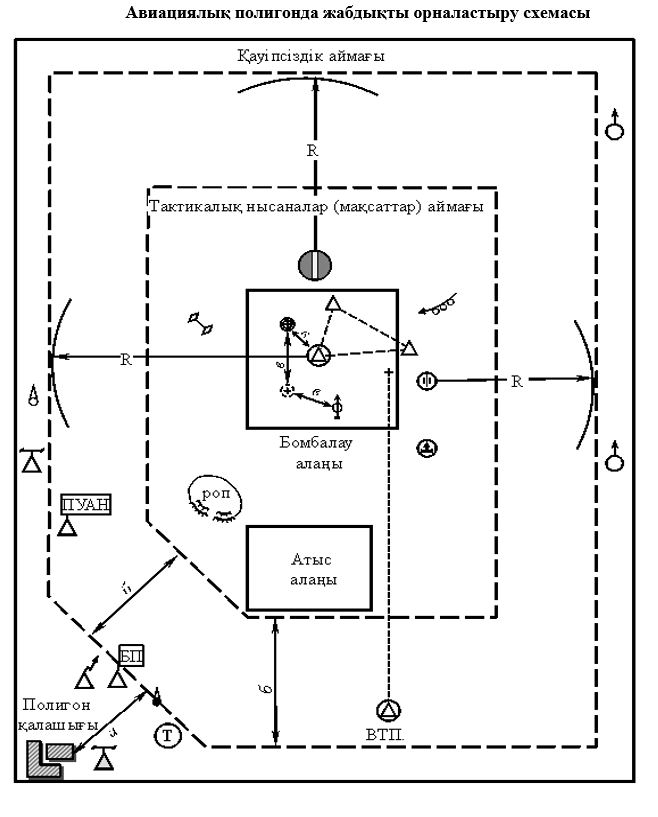 Авиациялық полигонда жабдықты орналастыру схемасы
Қауіпсіздік аймағы
R
Тактикалық нысаналар (мақсаттар) аймағы
R
R
Бомбалау
алаңы
роп
ПУАН
Атыс
алаңы
БП
б
Полигон
қалашығы
Т
ВТП.